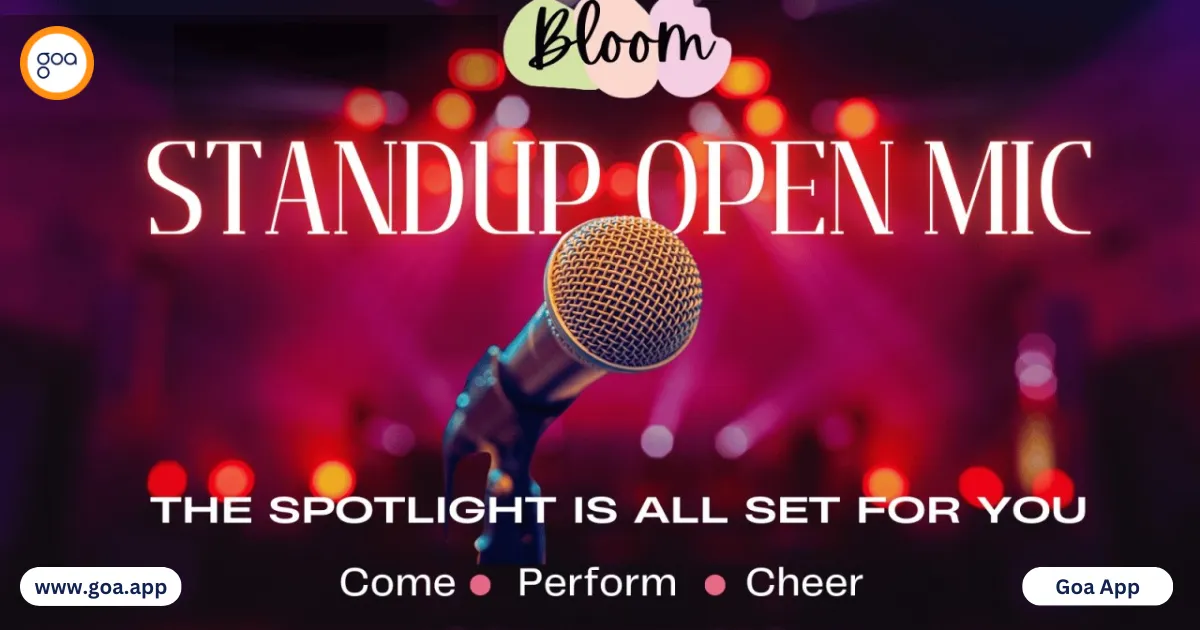 goa
Bloom
STANDUP OPEN MIC
THE SPOTLIGHT IS ALL SET FOR YOU
Come Perform Cheer
www.goa.app
Goa App